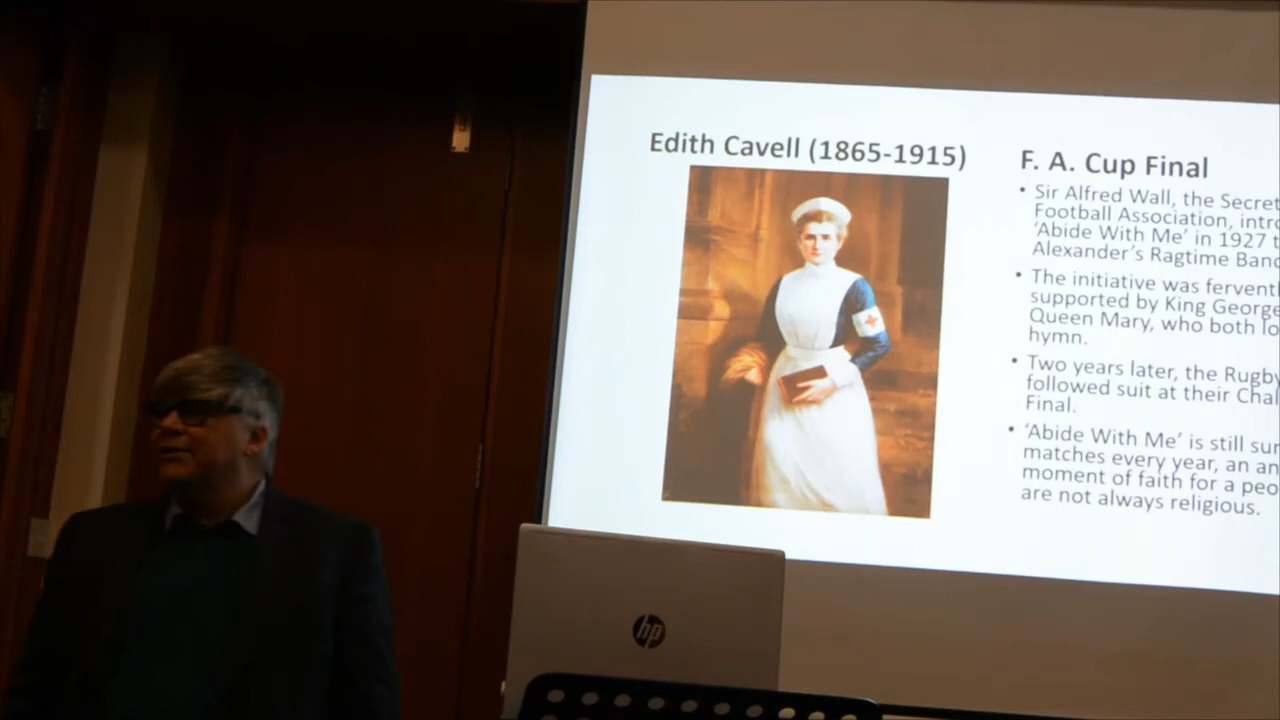 Edith Cavell (1865-1915)
F. A. Cup Final
• Sir Alfred Wall, the Secret
Football Association, intro
'Abide With Me' in 1927 t
Alexander's Ragtime Band
• The initiative was ferventl
supported by King George
Queen Mary, who both lo
hymn.
• Two years later, the Rugby
followed suit at their Chal
Final.
• 'Abide With Me' is still sun
matches every year, an an
moment of faith for a peo
are not always religious.
hp